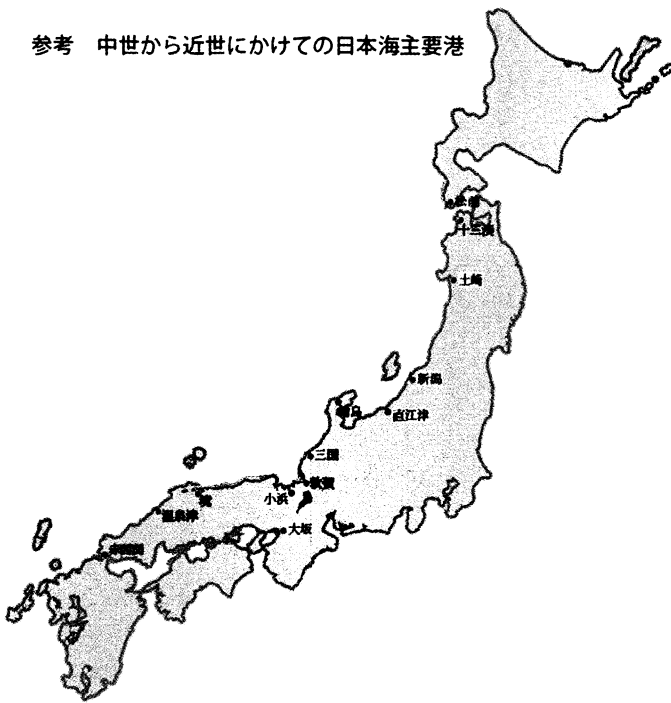 参考　中世から近世にかけての日本海主要港
十三湊
土崎
新潟
直江津
三国
敦賀
小浜
温泉津
大坂